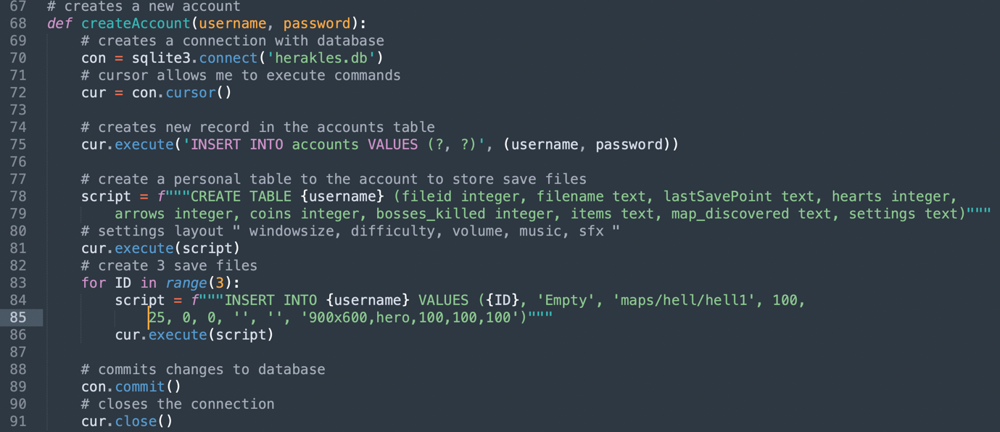 67 # creates a new account
68 def createAccount(username, password):
69     # creates a connection with database
70     con = sqlite3.connect('herakles.db')
71     # cursor allows me to execute commands
72     cur = con.cursor()
73
74     # creates new record in the accounts table
75     cur.execute('INSERT INTO accounts VALUES (?, ?)', (username, password))
76
77     # create a personal table to the account to store save files
78     script = f"""CREATE TABLE {username} (fileid integer, filename text, lastSavePoint text, hearts integer,
79         arrows integer, coins integer, bosses_killed integer, items text, map_discovered text, settings text)"""
80     # settings layout " windowsize, difficulty, volume, music, sfx "
81     cur.execute(script)
82     # create 3 save files
83     for ID in range(3):
84         script = f"""INSERT INTO {username} VALUES ({ID}, 'Empty', 'maps/hell/hell1', 100,
85             25, 0, 0, '', '', '900x600,hero,100,100,100')"""
86         cur.execute(script)
87
88     # commits changes to database
89     con.commit()
90     # closes the connection
91     cur.close()